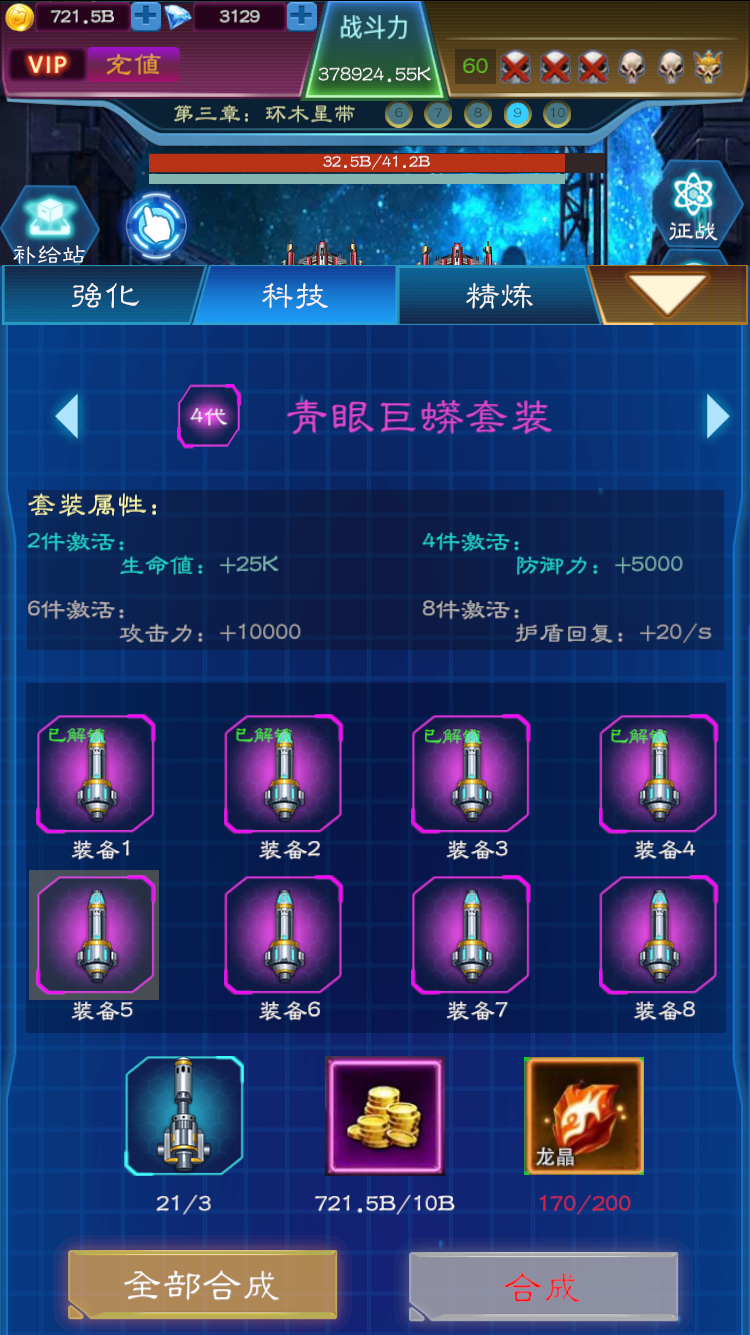 721.5B
3129
VIP
充值
战斗力
378924.55K
60
第三章：环木星带
6 7 8 9 10
32.5B/41.2B
补给站
征战
强化 科技 精炼
4代
青眼巨蟒套装
套装属性：
2件激活：
生命值：+25K
4件激活：
防御力：+5000
6件激活：
攻击力：+10000
8件激活：
护盾回复：+20/s
已解锁 已解锁 已解锁 已解锁
装备1 装备2 装备3 装备4
装备5 装备6 装备7 装备8
龙晶
21/3 721.5B/10B 170/200
全部合成 合成